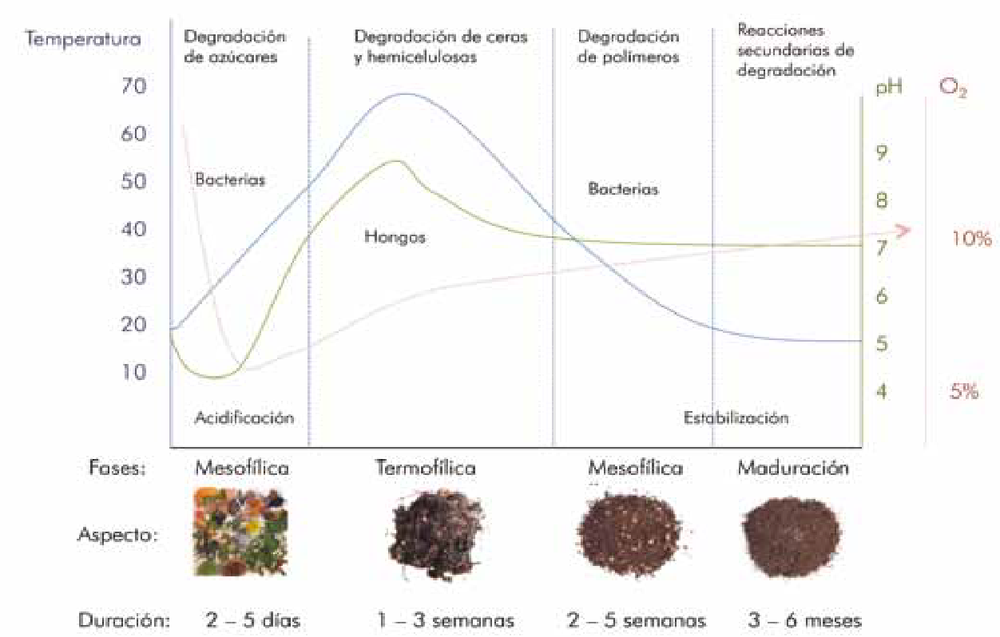 Temperatura
Degradación
de azúcares
Degradación de ceras
y hemicelulosas
Degradación
de polímeros
Reacciones
secundarias de
degradación
pH
O₂
70
60
50
40
30
20
10
9
8
7
6
5
4
10%
5%
Bacterias
Hongos
Bacterias
Acidificación
Estabilización
Fases: Mesofílica Termofílica Mesofílica Maduración
Aspecto:
Duración: 2 – 5 días 1 – 3 semanas 2 – 5 semanas 3 – 6 meses